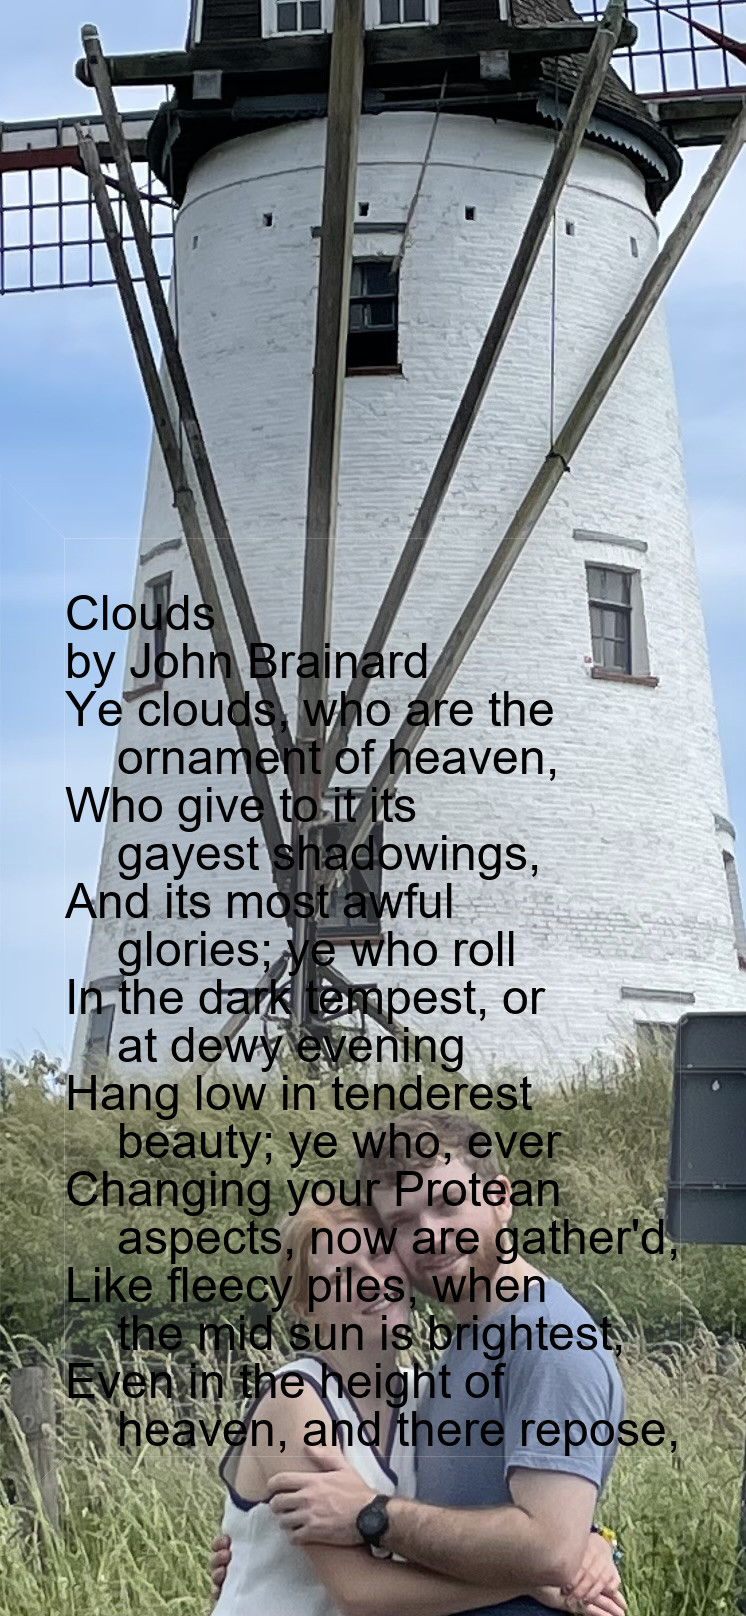 Clouds
by John Brainard
Ye clouds, who are the
ornament of heaven,
Who give to it its
gayest shadowings,
And its most awful
glories; ye who roll
In the dark tempest, or
at dewy evening
Hang low in tenderest
beauty; ye who, ever
Changing your Protean
aspects, now are gather'd,
Like fleecy piles, when
the mid sun is brightest,
Even in the height of
heaven, and there repose,